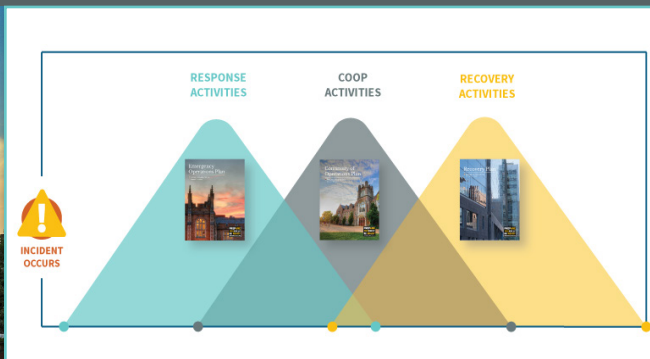 RESPONSE
ACTIVITIES
COOP
ACTIVITIES
RECOVERY
ACTIVITIES
Emergency
Operations Plan
Continuity of
Operations Plan
Recovery Plan
INCIDENT
OCCURS